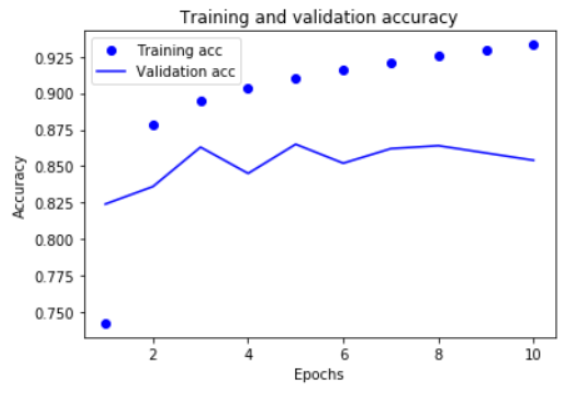 Training and validation accuracy
Training acc
Validation acc
0.925
0.900
0.875
0.850
0.825
0.800
0.775
0.750
Accuracy
2
4
6
8
10
Epochs